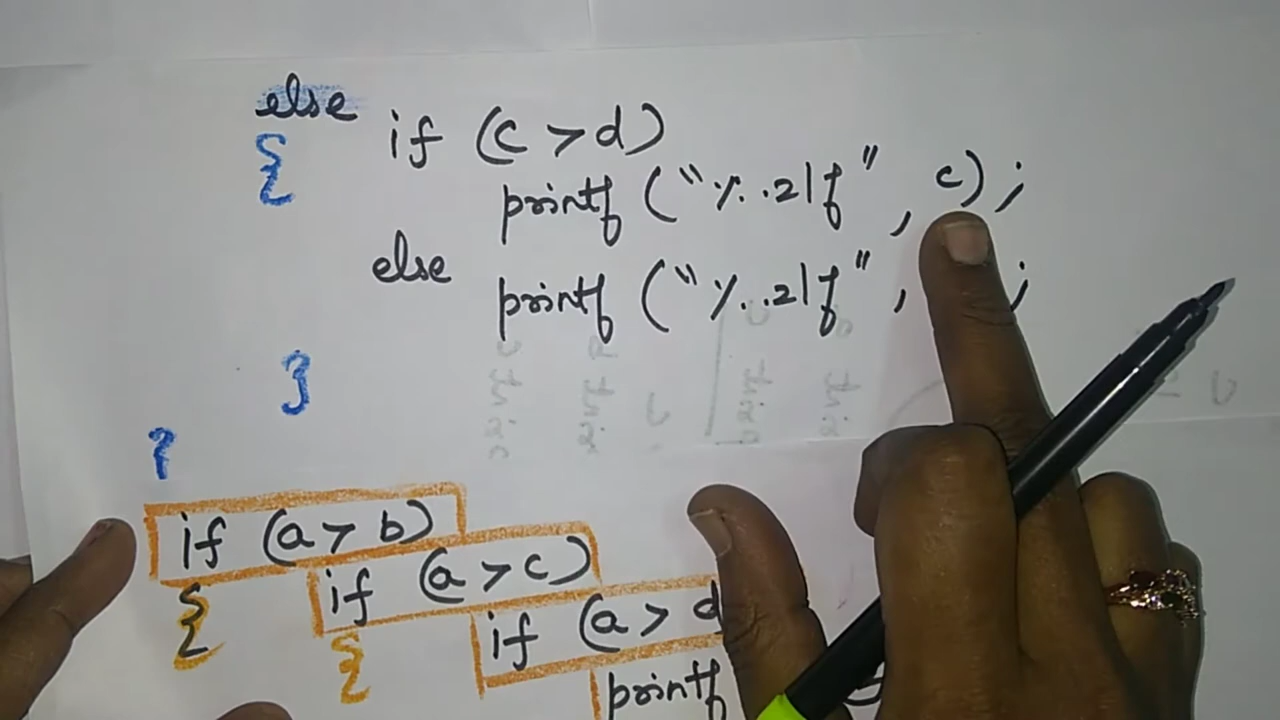 else
{ if (c > d)
printf ("%.2lf", c);
else
printf ("%.2lf", ;
}
}
if (a > b)
{ if (a > c)
{ if (a > d
printf